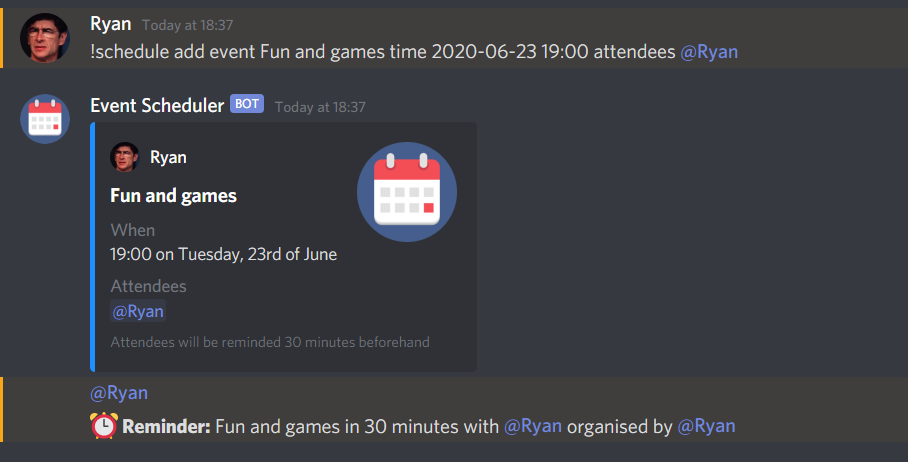 Ryan Today at 18:37
!schedule add event Fun and games time 2020-06-23 19:00 attendees @Ryan
Event Scheduler BOT Today at 18:37
Ryan
Fun and games
When
19:00 on Tuesday, 23rd of June
Attendees
@Ryan
Attendees will be reminded 30 minutes beforehand
@Ryan
Reminder: Fun and games in 30 minutes with @Ryan organised by @Ryan